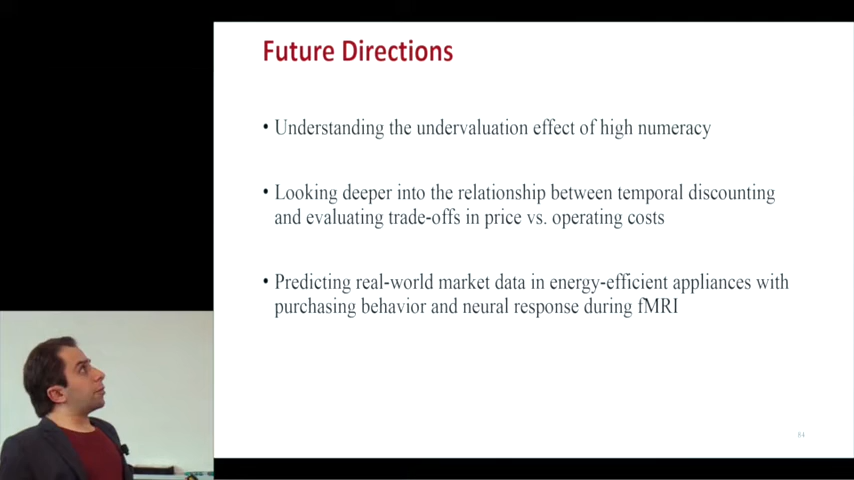 Future Directions
• Understanding the undervaluation effect of high numeracy
• Looking deeper into the relationship between temporal discounting
and evaluating trade-offs in price vs. operating costs
• Predicting real-world market data in energy-efficient appliances with
purchasing behavior and neural response during fMRI
64